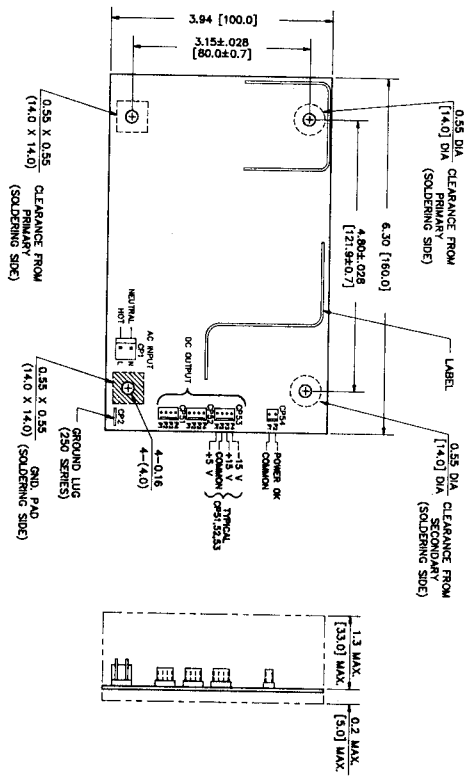 3.94 [100.0]
3.15±.028
[80.0±0.7]
0.55 DIA
[14.0] DIA
CLEARANCE FROM
PRIMARY
(SOLDERING SIDE)
0.55 X 0.55
(14.0 X 14.0)
CLEARANCE FROM
PRIMARY
(SOLDERING SIDE)
6.30 [160.0]
4.80±.028
[121.9±0.7]
LABEL
0.55 DIA
[14.0] DIA
CLEARANCE FROM
SECONDARY
(SOLDERING SIDE)
NEUTRAL
HOT
AC INPUT
CP1
DC OUTPUT
CP51
CP52
CP53
CP54
POWER OK
COMMON
-15 V
+15 V
COMMON
+5 V
TYPICAL
CP51,52,53
CP2
4-0.16
4-(4.0)
GROUND LUG
(250 SERIES)
0.55 X 0.55
(14.0 X 14.0)
GND. PAD
(SOLDERING SIDE)
1.3 MAX.
[33.0] MAX.
0.2 MAX.
[5.0] MAX.